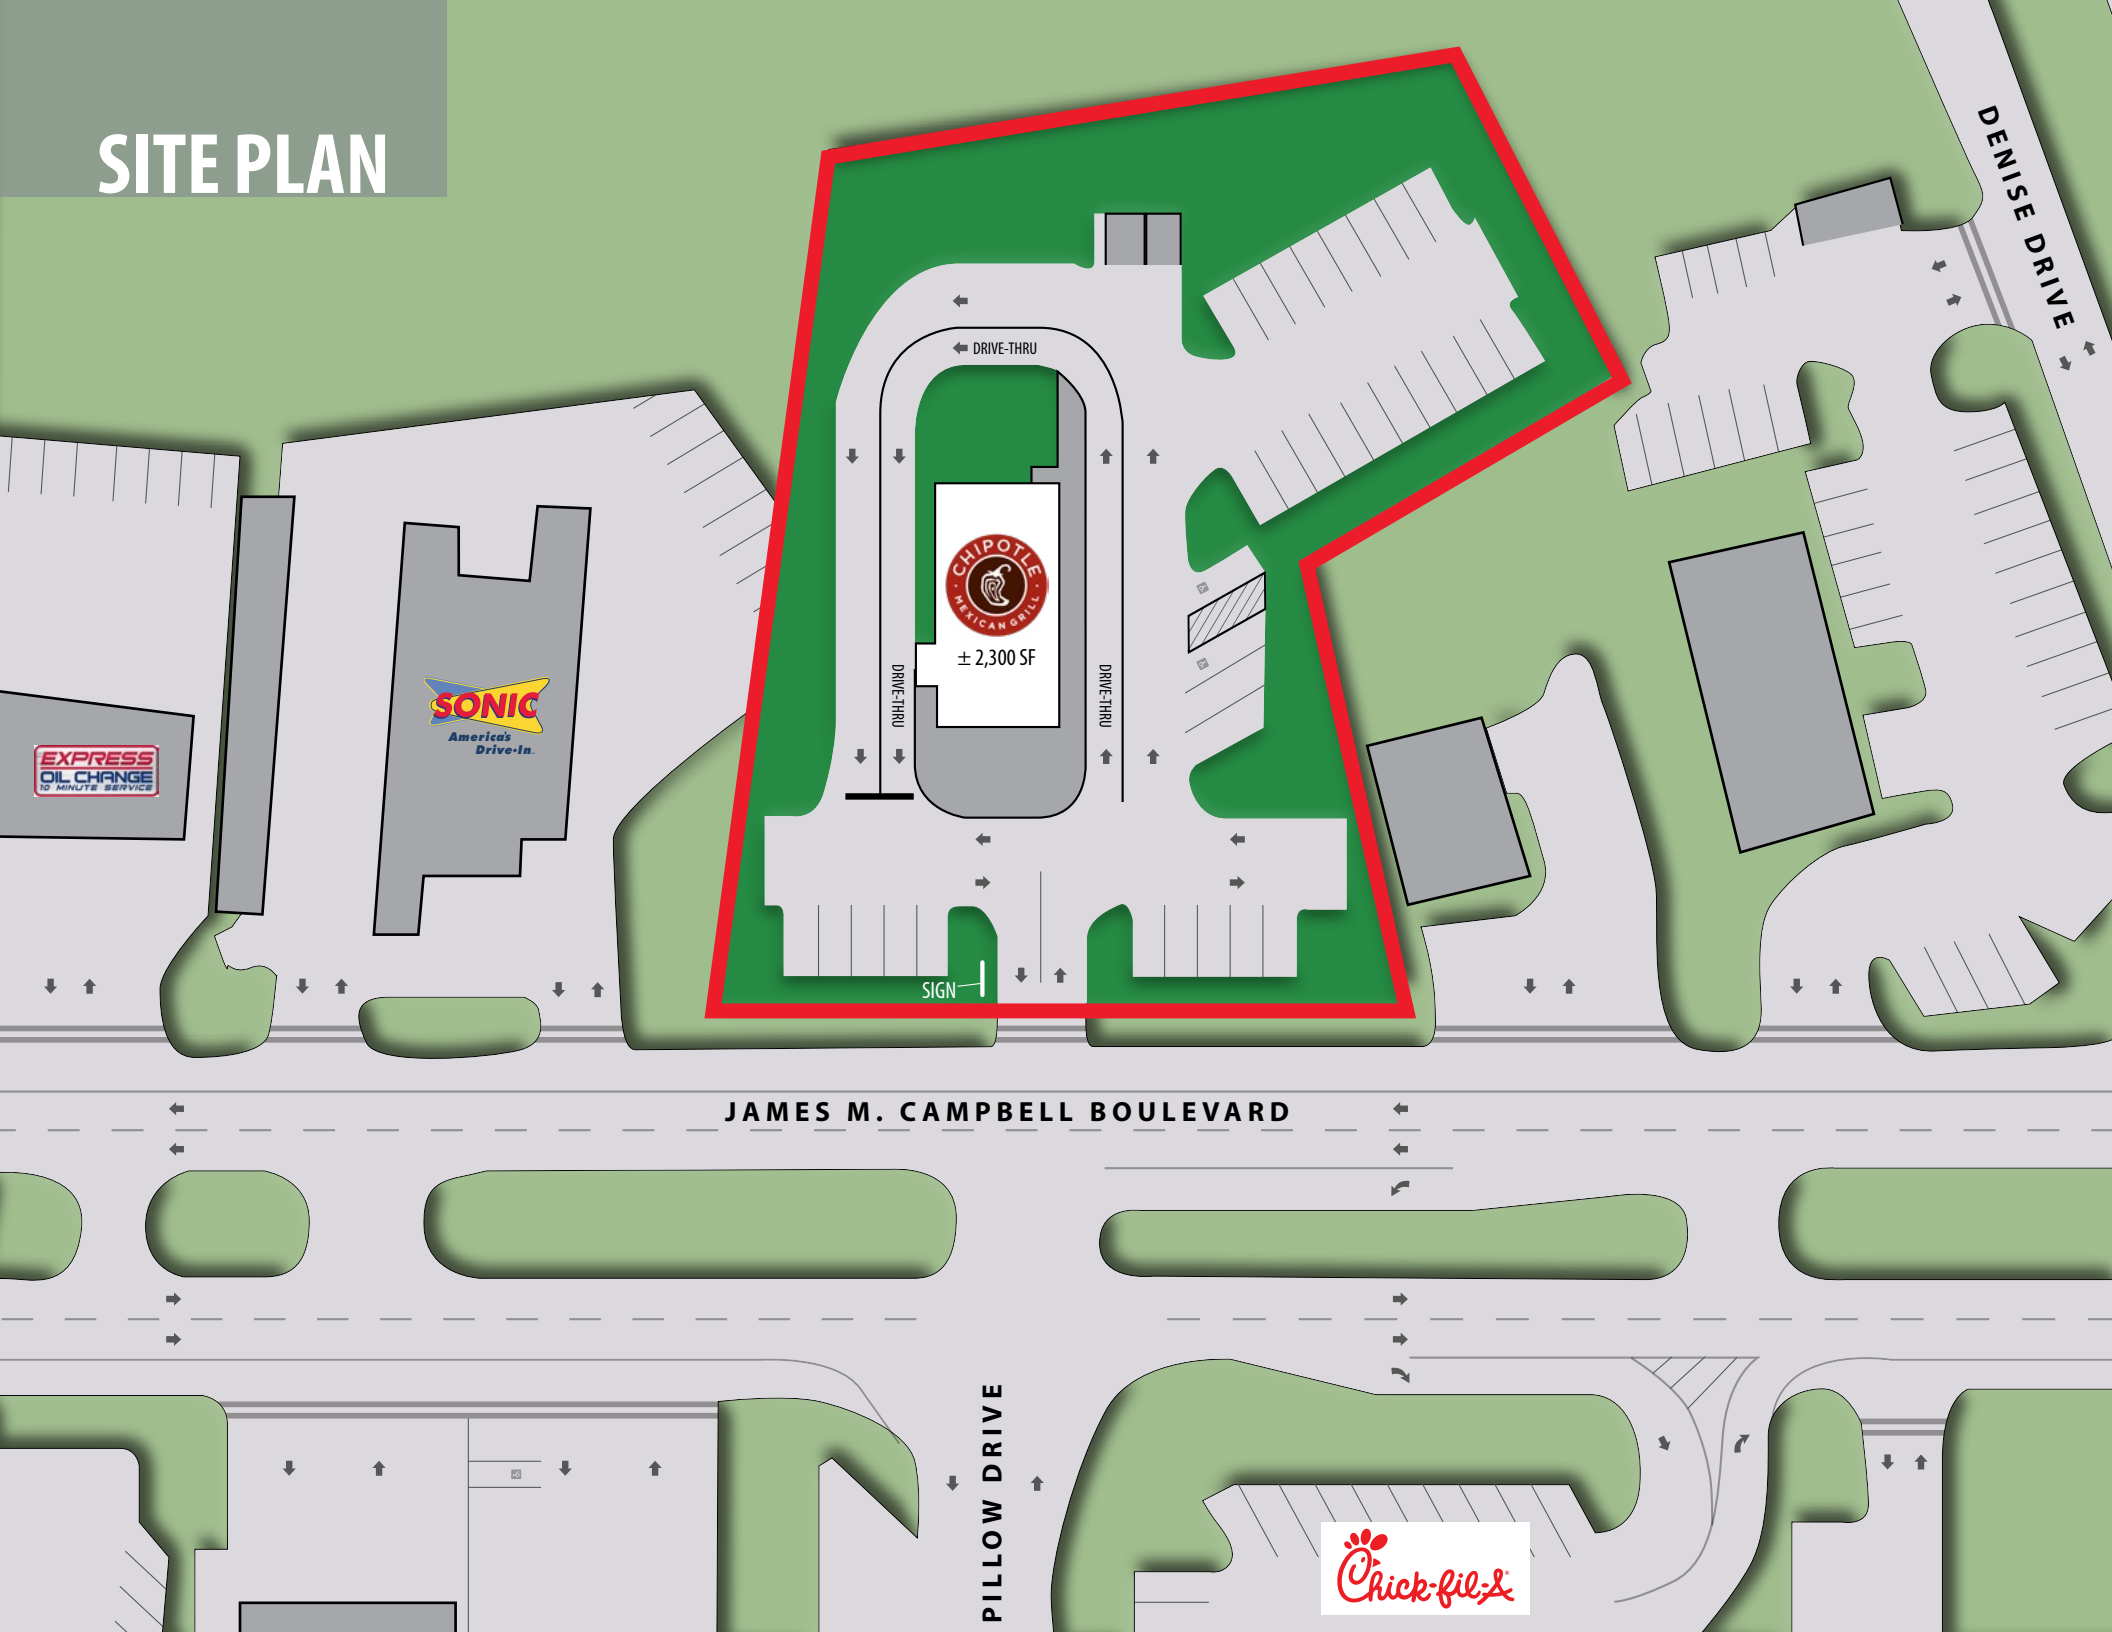 SITE PLAN
DENISE DRIVE
DRIVE-THRU
CHIPOTLE
MEXICAN GRILL
± 2,300 SF
DRIVE-THRU
DRIVE-THRU
SONIC
America's
Drive-In
EXPRESS
OIL CHANGE
10 MINUTE SERVICE
SIGN
JAMES M. CAMPBELL BOULEVARD
PILLOW DRIVE
Chick-fil-A